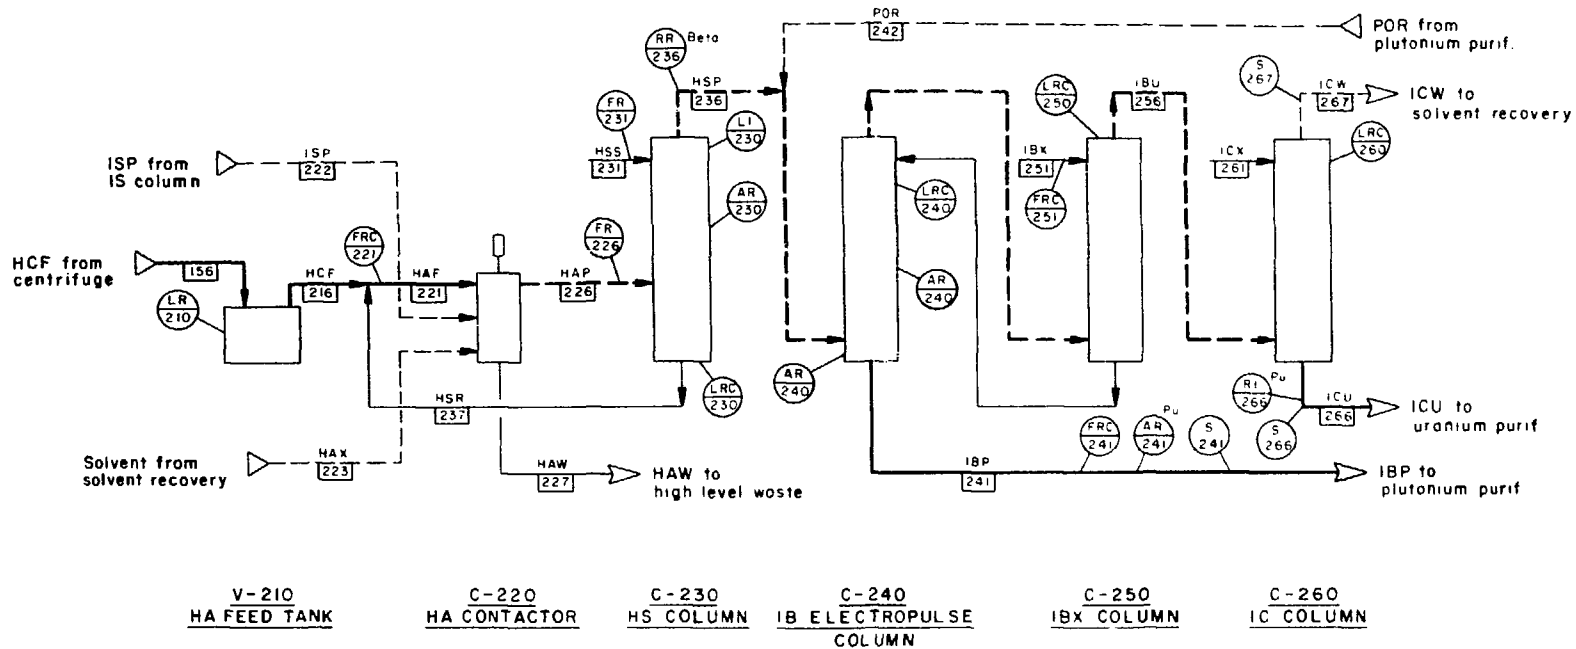 POR
242
POR from
plutonium purif.
RR
236
Beta
HSP
236
S
267
ICW
267
ICW to
solvent recovery
LRC
250
IBU
256
FR
231
LI
230
HSS
231
LRC
260
ISP from
IS column
ISP
222
IBX
251
ICX
261
AR
230
LRC
240
FRC
251
HCF from
centrifuge
156
FRC
221
HCF
216
HAF
221
HAP
226
FR
226
LR
210
AR
240
AR
240
LRC
230
HSR
237
RI
266
Pu
ICU
266
ICU to
uranium purif
S
266
Solvent from
solvent recovery
HAX
223
HAW
227
HAW to
high level waste
IBP
241
FRC
241
AR
241
Pu
S
241
IBP to
plutonium purif
V-210
HA FEED TANK
C-220
HA CONTACTOR
C-230
HS COLUMN
C-240
IB ELECTROPULSE
COLUMN
C-250
IBX COLUMN
C-260
IC COLUMN